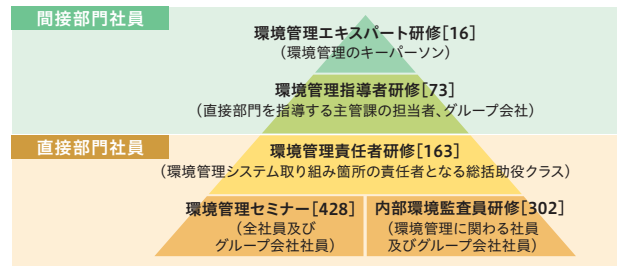 間接部門社員
環境管理エキスパート研修[16]
（環境管理のキーパーソン）
環境管理指導者研修[73]
（直接部門を指導する主管課の担当者、グループ会社）
直接部門社員
環境管理責任者研修[163]
（環境管理システム取り組み箇所の責任者となる総括助役クラス）
環境管理セミナー[428]
（全社員及び
グループ会社社員）
内部環境監査員研修[302]
（環境管理に関わる社員
及びグループ会社社員）